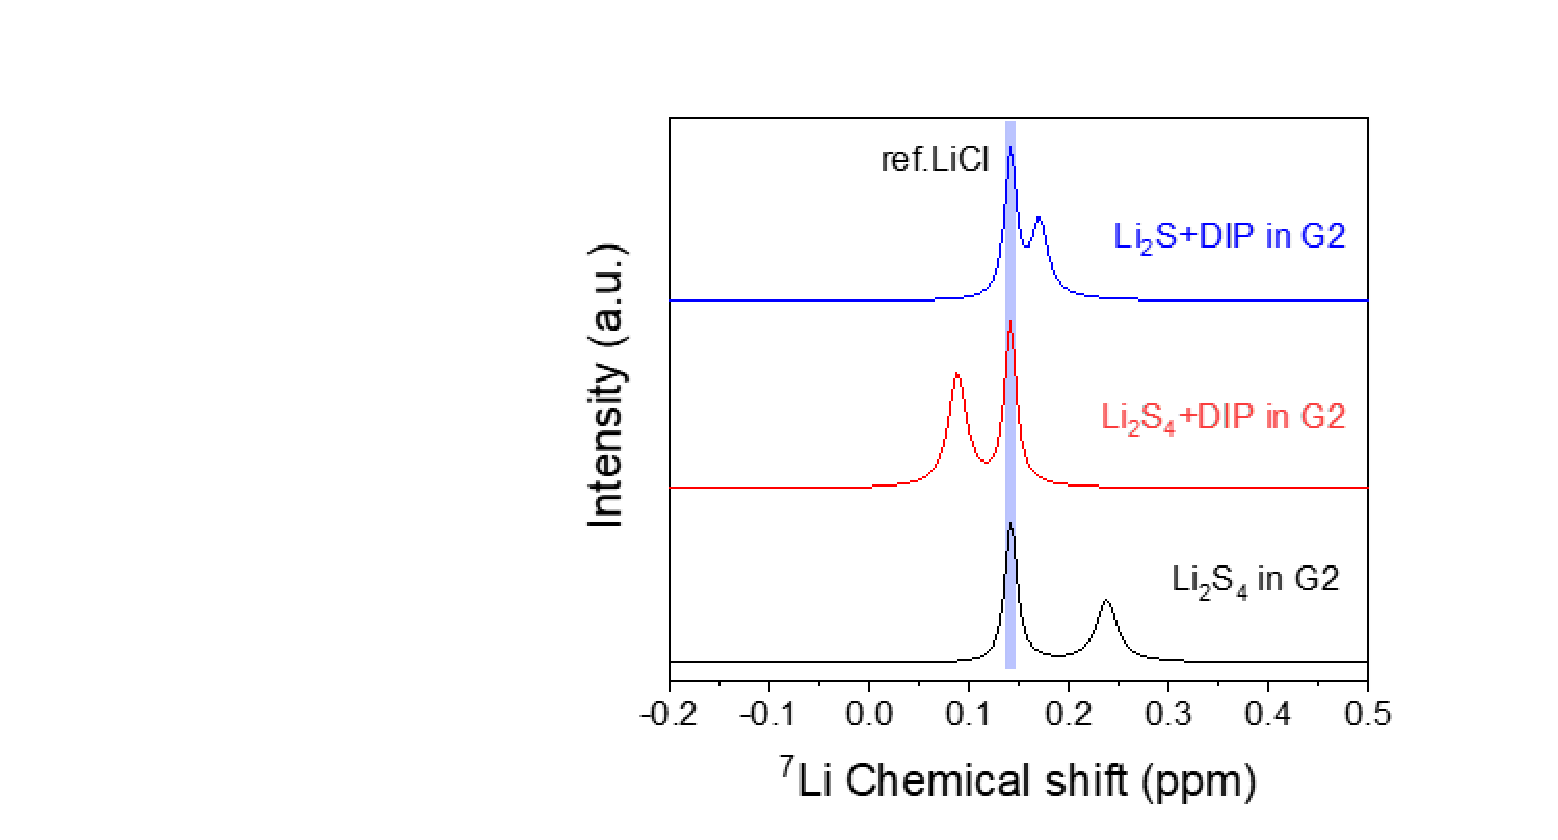 ref.LiCl
Li₂S+DIP in G2
Li₂S₄+DIP in G2
Li₂S₄ in G2
Intensity (a.u.)
-0.2 -0.1 0.0 0.1 0.2 0.3 0.4 0.5
⁷Li Chemical shift (ppm)